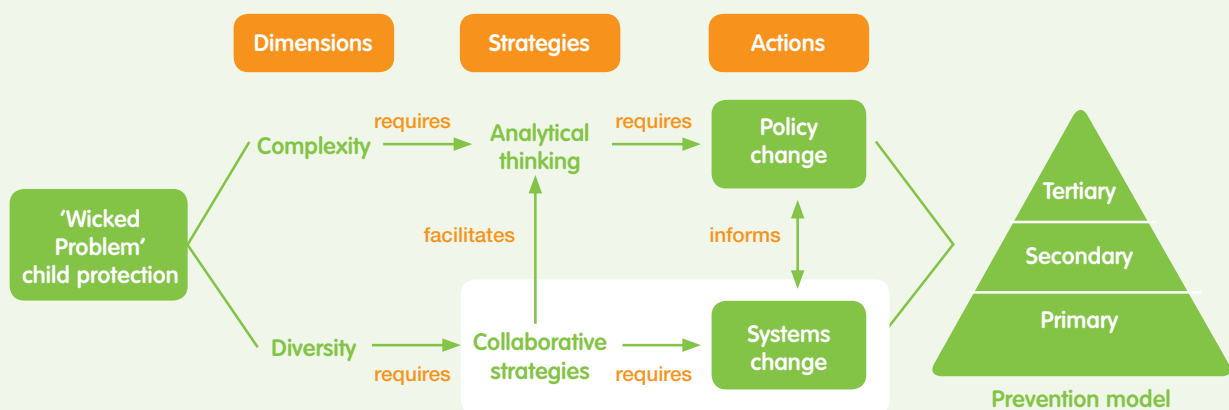 Dimensions
Strategies
Actions
requires
requires
Complexity
Analytical
thinking
Policy
change
'Wicked
Problem'
child protection
facilitates
informs
Diversity
requires
Collaborative
strategies
requires
Systems
change
Tertiary
Secondary
Primary
Prevention model